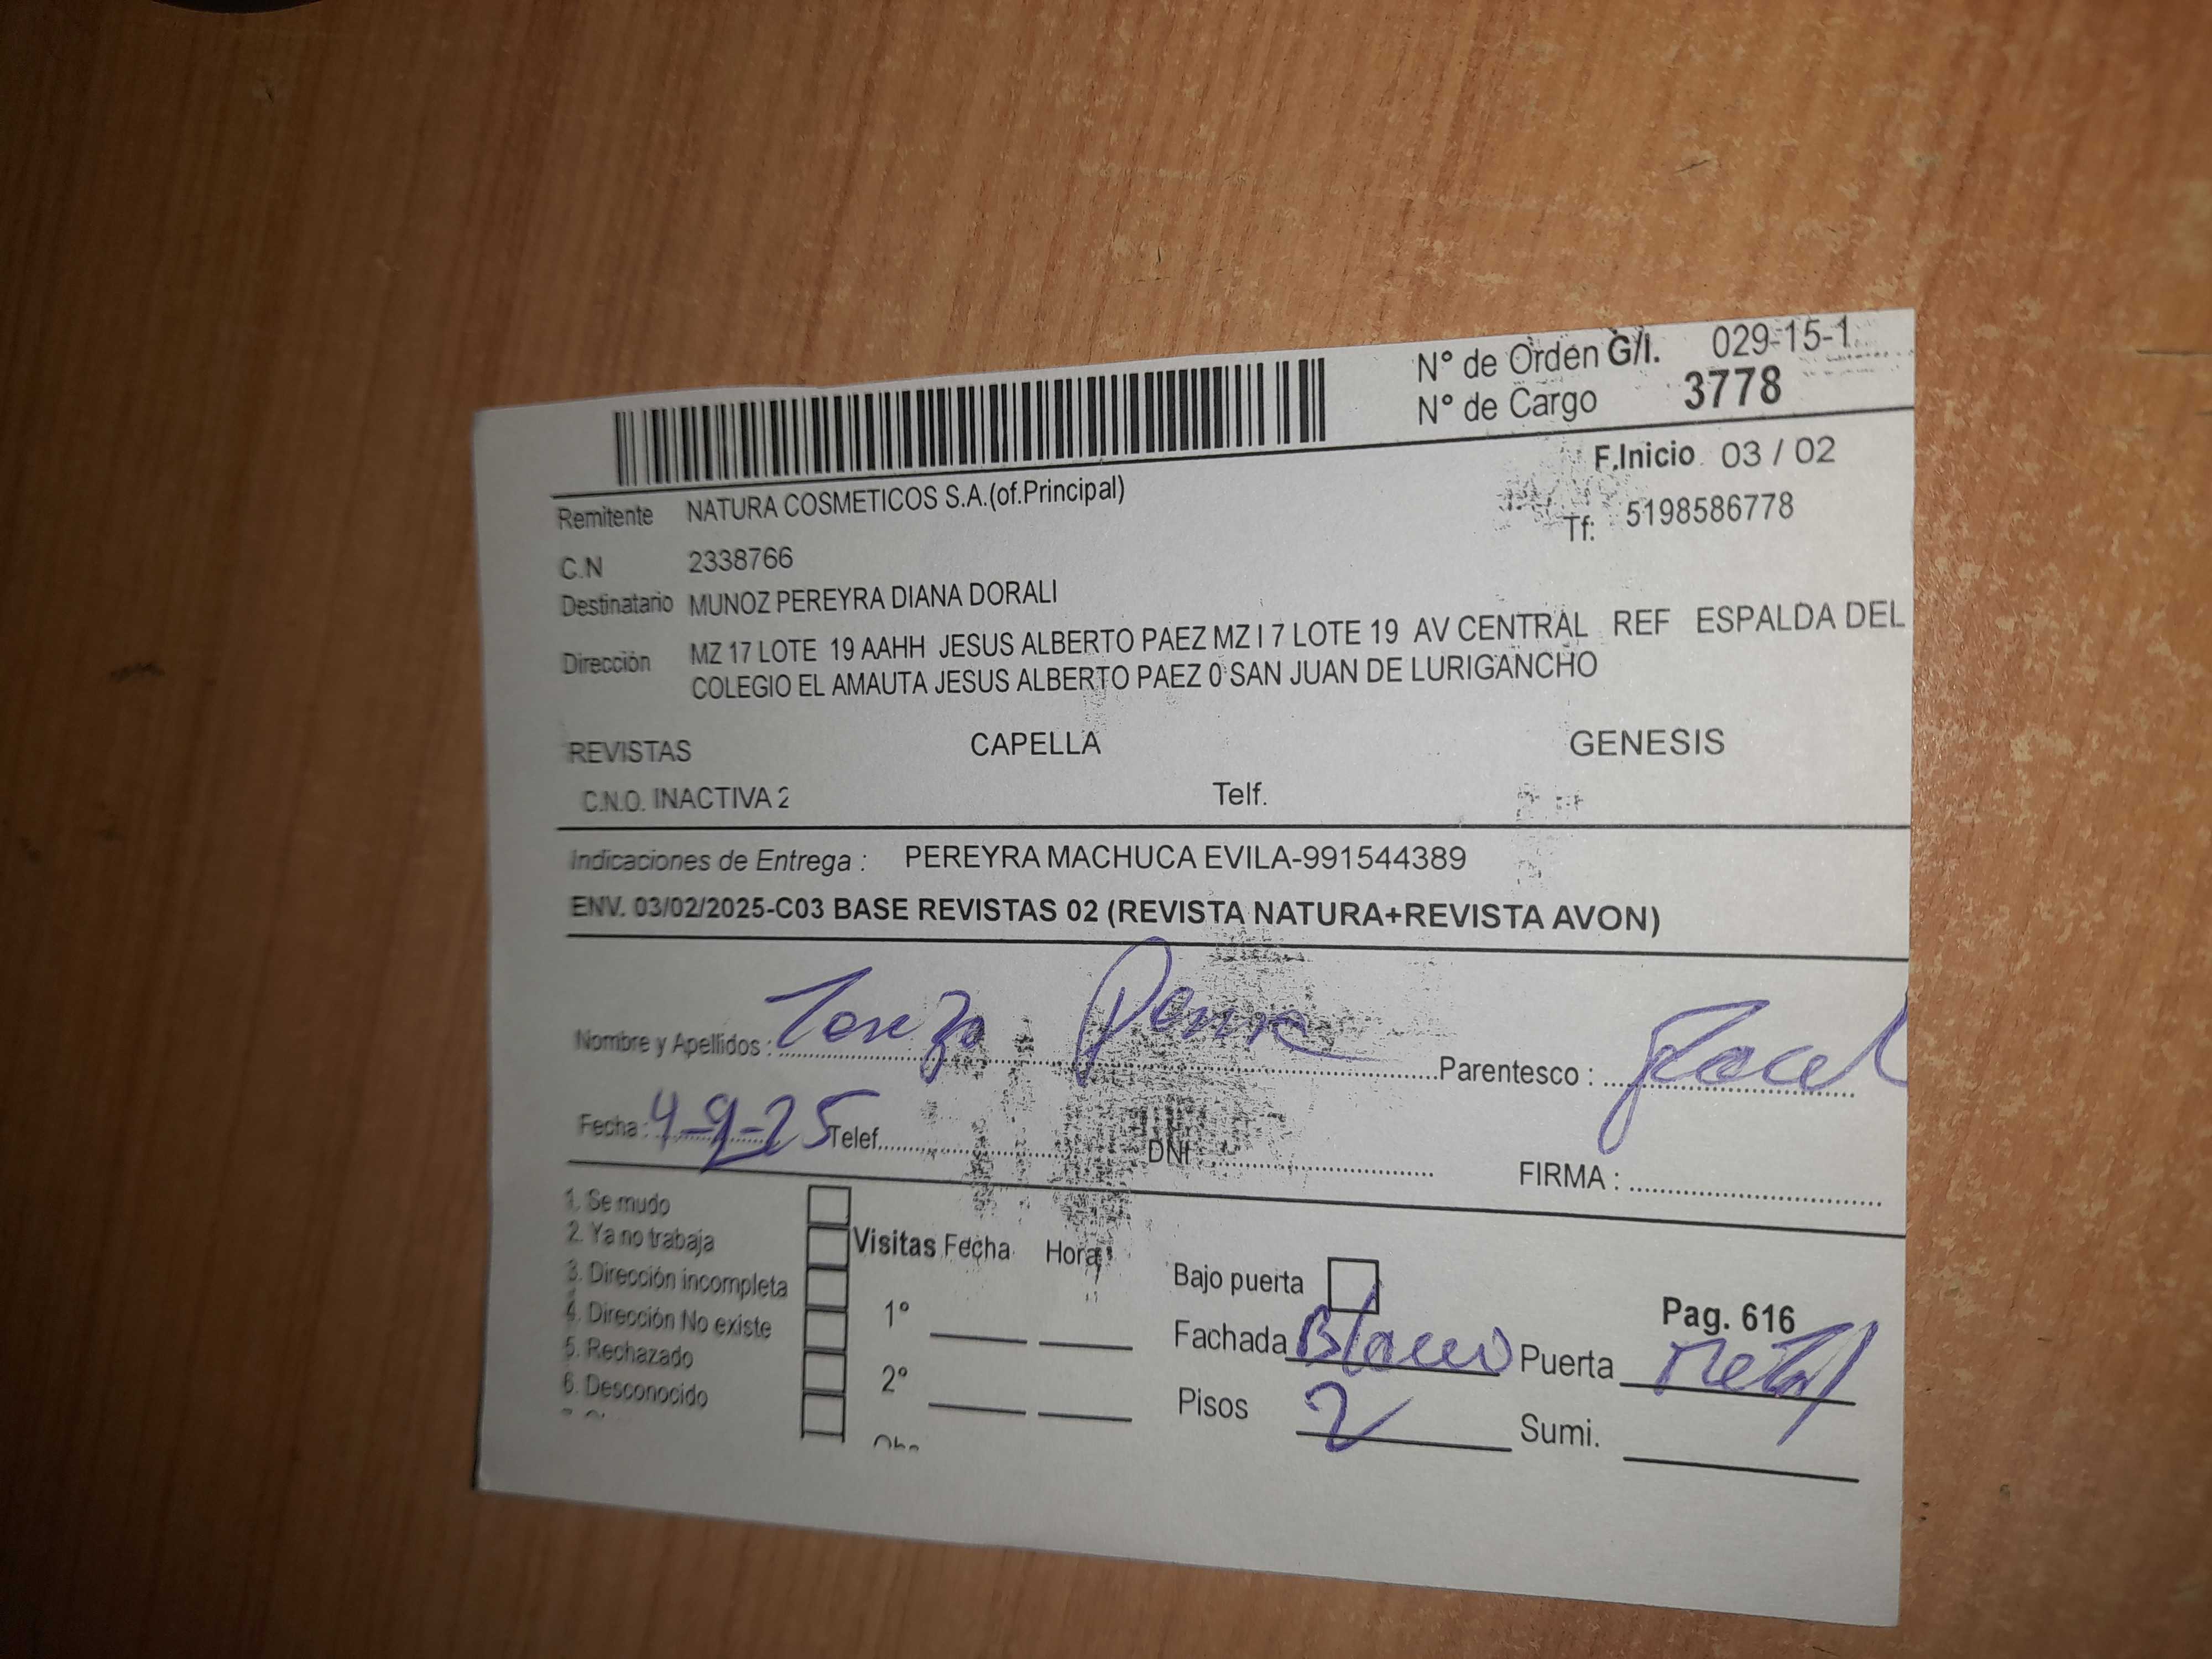 N° de Orden G/I. 029-15-1
N° de Cargo 3778
F.Inicio 03 / 02
Remitente NATURA COSMETICOS S.A.(of.Principal)
Tf: 5198586778
C.N 2338766
Destinatario MUNOZ PEREYRA DIANA DORALI
Dirección MZ 17 LOTE 19 AAHH JESUS ALBERTO PAEZ MZ I 7 LOTE 19 AV CENTRAL REF ESPALDA DEL
COLEGIO EL AMAUTA JESUS ALBERTO PAEZ 0 SAN JUAN DE LURIGANCHO
REVISTAS CAPELLA GENESIS
C.N.O. INACTIVA 2 Telf.
Indicaciones de Entrega : PEREYRA MACHUCA EVILA-991544389
ENV. 03/02/2025-C03 BASE REVISTAS 02 (REVISTA NATURA+REVISTA AVON)
Nombre y Apellidos : Parentesco :
Fecha : 4-2-25 Telef. DNI : FIRMA :
1. Se mudo
2. Ya no trabaja Visitas Fecha Hora
3. Dirección incompleta Bajo puerta
4. Dirección No existe 1° Pag. 616
5. Rechazado Fachada Blanco Puerta Metal
6. Desconocido 2° Pisos 2 Sumi.